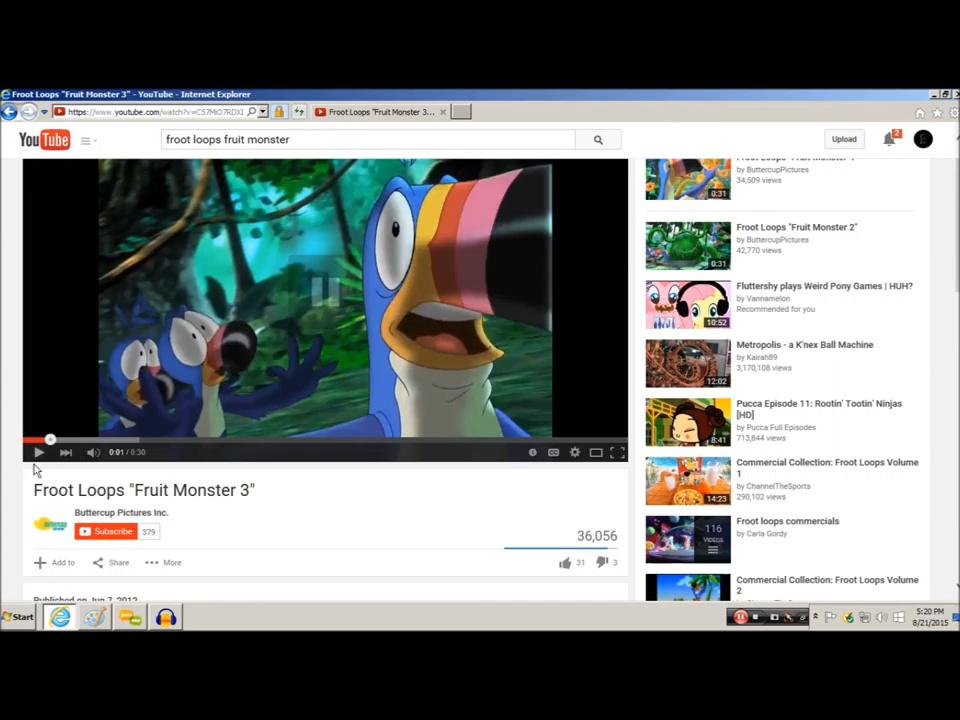 Froot Loops "Fruit Monster 3" - YouTube - Internet Explorer
https://www.youtube.com/watch?v=C57MiO7RDXI
Froot Loops "Fruit Monster 3...
YouTube
froot loops fruit monster
Upload
2
by ButtercupPictures
34,509 views
0:31
Froot Loops "Fruit Monster 2"
by ButtercupPictures
42,770 views
0:31
Fluttershy plays Weird Pony Games | HUH?
by Vannamelon
Recommended for you
10:52
Metropolis - a K'nex Ball Machine
by Kairah89
3,170,108 views
12:02
Pucca Episode 11: Rootin' Tootin' Ninjas
[HD]
by Pucca Full Episodes
713,844 views
8:41
Commercial Collection: Froot Loops Volume
1
by ChannelTheSports
290,102 views
14:23
Froot loops commercials
by Carla Gordy
116
VIDEOS
Commercial Collection: Froot Loops Volume
2
0:01 / 0:30
Froot Loops "Fruit Monster 3"
Buttercup Pictures Inc.
Subscribe
379
36,056
Add to
Share
More
31
3
Published on Jun 7, 2012
Start
5:20 PM
8/21/2015